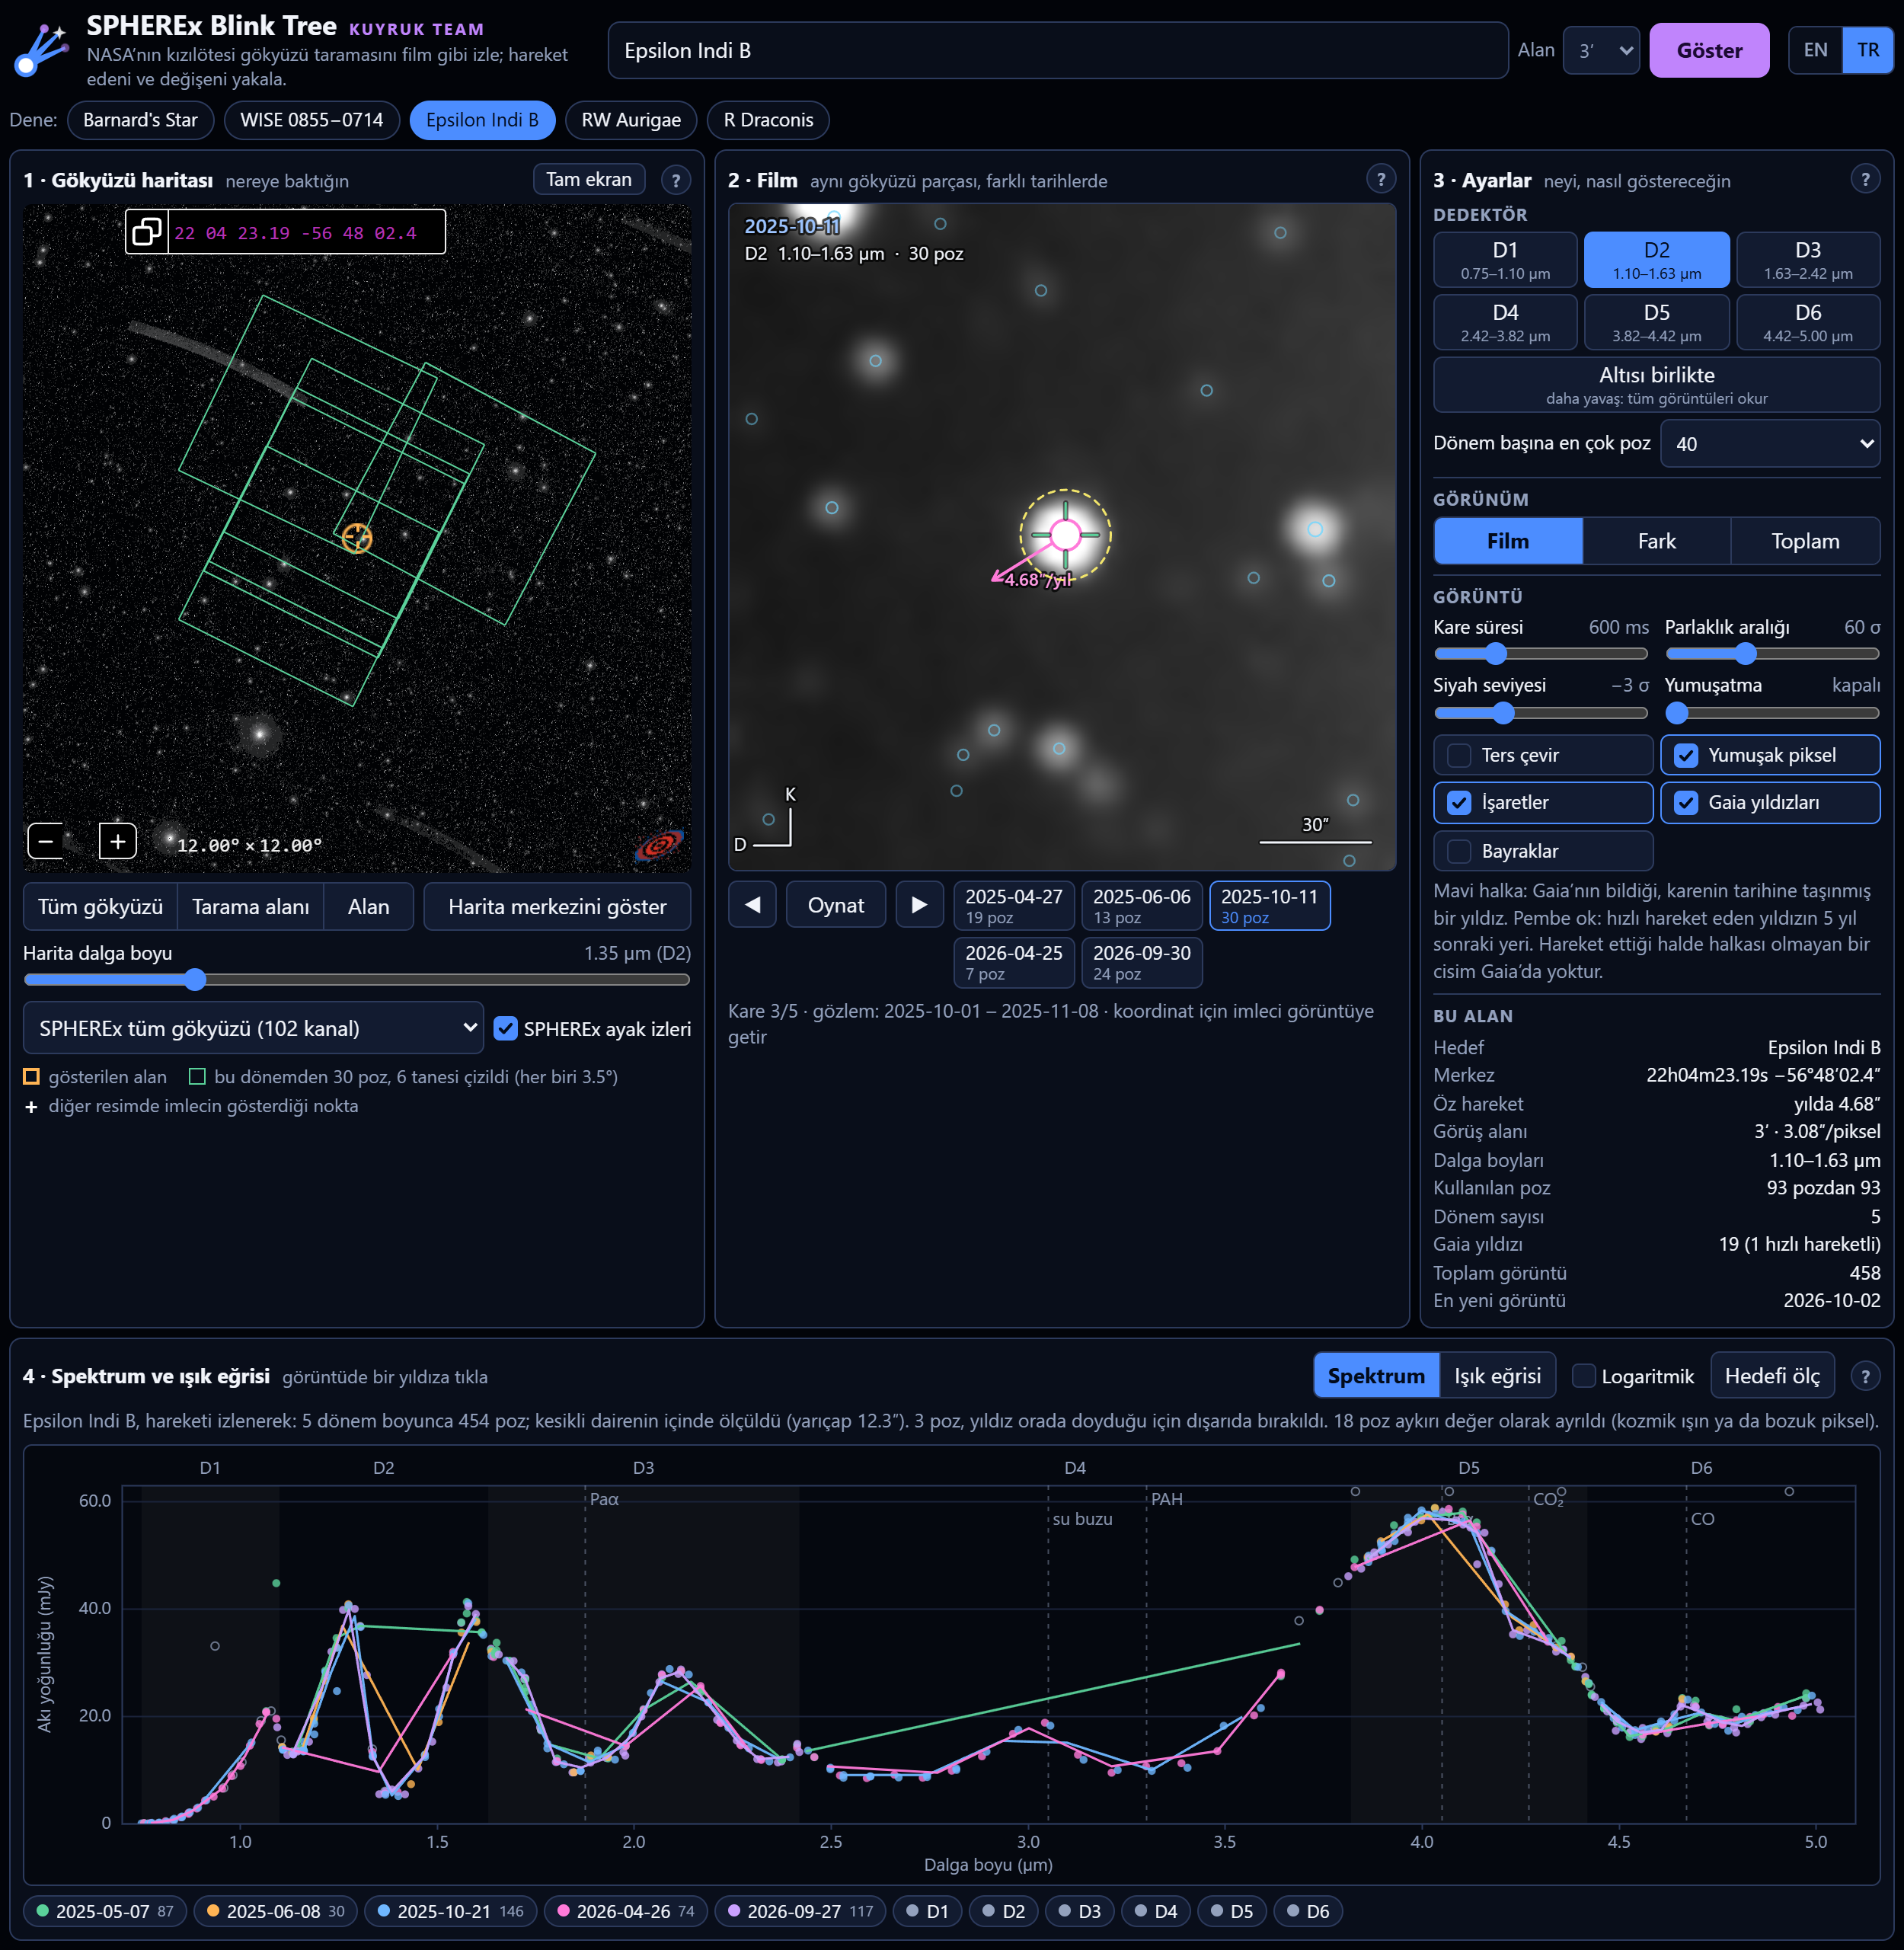 SPHEREx Blink Tree KUYRUK TEAM
NASA'nın kızılötesi gökyüzü taramasını film gibi izle; hareket
edeni ve değişeni yakala.
Epsilon Indi B
Alan 3′ Göster EN TR
Dene: Barnard's Star WISE 0855−0714 Epsilon Indi B RW Aurigae R Draconis
1 · Gökyüzü haritası nereye baktığın Tam ekran ?
22 04 23.19 -56 48 02.4
− + 12.00° × 12.00°
Tüm gökyüzü Tarama alanı Alan Harita merkezini göster
Harita dalga boyu 1.35 µm (D2)
SPHEREx tüm gökyüzü (102 kanal) SPHEREx ayak izleri
gösterilen alan bu dönemden 30 poz, 6 tanesi çizildi (her biri 3.5°)
+ diğer resimde imlecin gösterdiği nokta
2 · Film aynı gökyüzü parçası, farklı tarihlerde ?
2025-10-11
D2 1.10–1.63 µm · 30 poz
4.68″/yıl
K
D
30″
◀ Oynat ▶
2025-04-27 2025-06-06 2025-10-11
19 poz 13 poz 30 poz
2026-04-25 2026-09-30
7 poz 24 poz
Kare 3/5 · gözlem: 2025-10-01 – 2025-11-08 · koordinat için imleci görüntüye
getir
3 · Ayarlar neyi, nasıl göstereceğin ?
DEDEKTÖR
D1 D2 D3
0.75–1.10 µm 1.10–1.63 µm 1.63–2.42 µm
D4 D5 D6
2.42–3.82 µm 3.82–4.42 µm 4.42–5.00 µm
Altısı birlikte
daha yavaş: tüm görüntüleri okur
Dönem başına en çok poz 40
GÖRÜNÜM
Film Fark Toplam
GÖRÜNTÜ
Kare süresi 600 ms Parlaklık aralığı 60 σ
Siyah seviyesi −3 σ Yumuşatma kapalı
Ters çevir Yumuşak piksel
İşaretler Gaia yıldızları
Bayraklar
Mavi halka: Gaia'nın bildiği, karenin tarihine taşınmış
bir yıldız. Pembe ok: hızlı hareket eden yıldızın 5 yıl
sonraki yeri. Hareket ettiği halde halkası olmayan bir
cisim Gaia'da yoktur.
BU ALAN
Hedef Epsilon Indi B
Merkez 22h04m23.19s −56°48′02.4″
Öz hareket yılda 4.68″
Görüş alanı 3′ · 3.08″/piksel
Dalga boyları 1.10–1.63 µm
Kullanılan poz 93 pozdan 93
Dönem sayısı 5
Gaia yıldızı 19 (1 hızlı hareketli)
Toplam görüntü 458
En yeni görüntü 2026-10-02
4 · Spektrum ve ışık eğrisi görüntüde bir yıldıza tıkla Spektrum Işık eğrisi Logaritmik Hedefi ölç ?
Epsilon Indi B, hareketi izlenerek: 5 dönem boyunca 454 poz; kesikli dairenin içinde ölçüldü (yarıçap 12.3″). 3 poz, yıldız orada doyduğu için dışarıda bırakıldı. 18 poz aykırı değer olarak ayrıldı (kozmik ışın ya da bozuk piksel).
D1 D2 D3 D4 D5 D6
Paα PAH CO₂
su buzu CO
Akı yoğunluğu (mJy)
60.0
40.0
20.0
0
1.0 1.5 2.0 2.5 3.0 3.5 4.0 4.5 5.0
Dalga boyu (µm)
2025-05-07 87 2025-06-08 30 2025-10-21 146 2026-04-26 74 2026-09-27 117 D1 D2 D3 D4 D5 D6